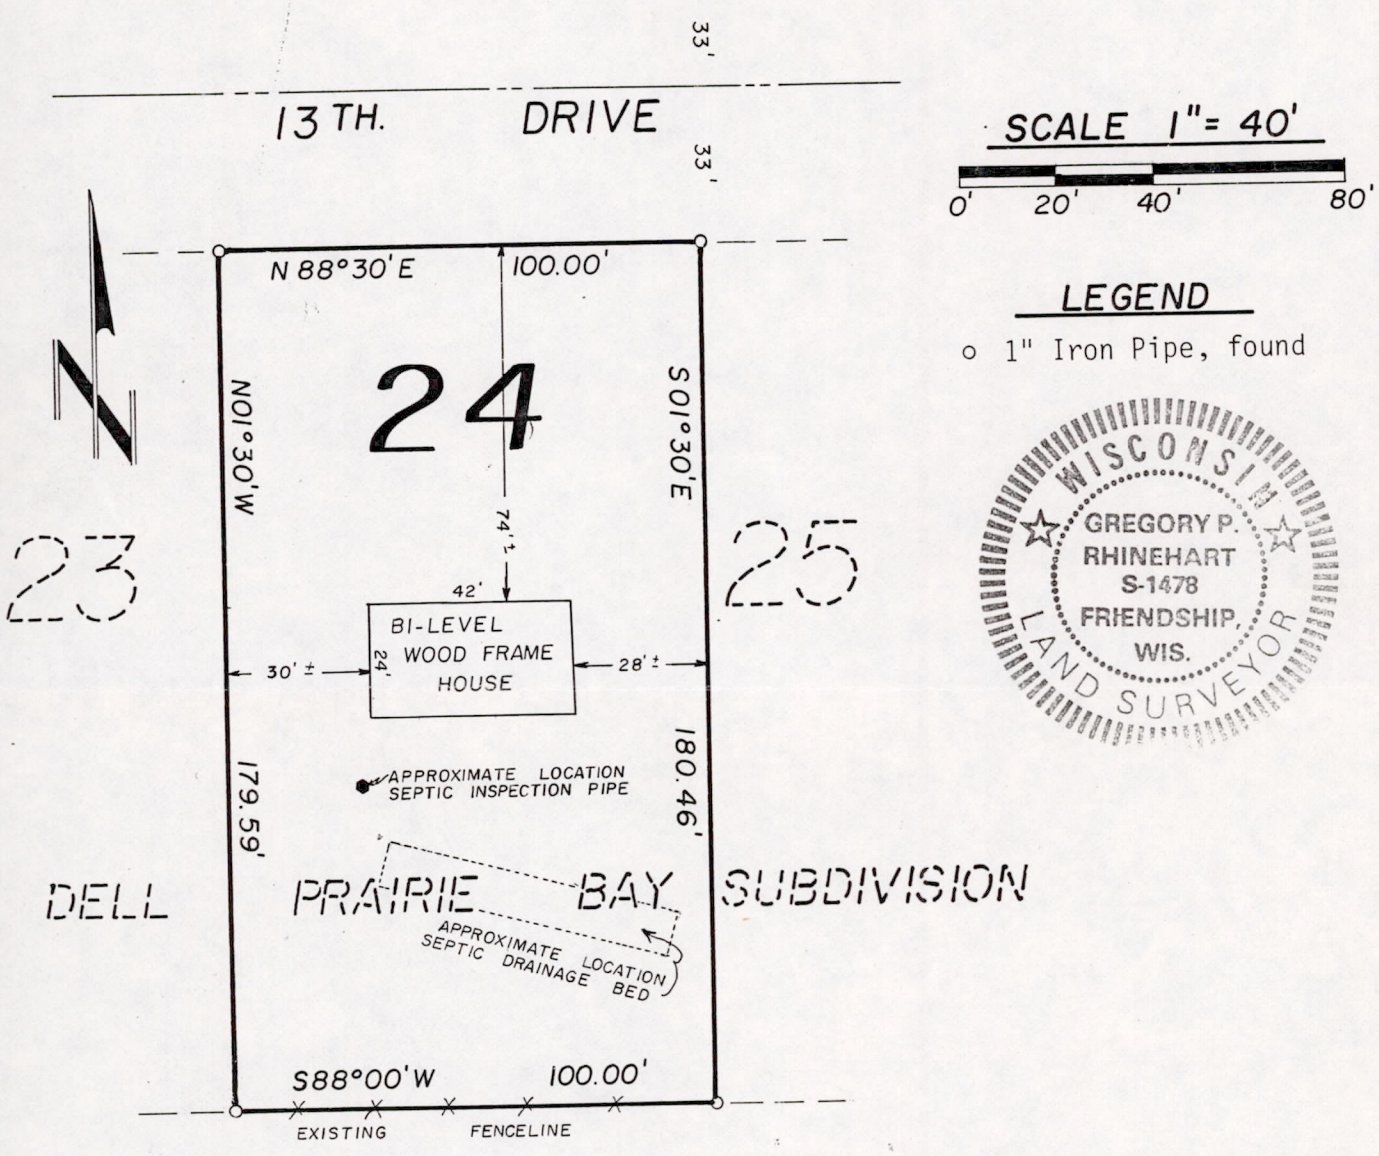 33'
13TH. DRIVE
33'
SCALE 1"= 40'
0' 20' 40' 80'
N 88°30'E 100.00'
LEGEND
1" Iron Pipe, found
N
24
N01°30'W
S01°30'E
WISCONSIN
GREGORY P.
RHINEHART
S-1478
FRIENDSHIP,
WIS.
LAND SURVEYOR
74'±
23
25
42'
BI-LEVEL
WOOD FRAME
HOUSE
24'
30'±
28'±
179.59'
180.46'
APPROXIMATE LOCATION
SEPTIC INSPECTION PIPE
DELL PRAIRIE BAY SUBDIVISION
APPROXIMATE LOCATION
SEPTIC DRAINAGE BED
S88°00'W 100.00'
EXISTING FENCELINE